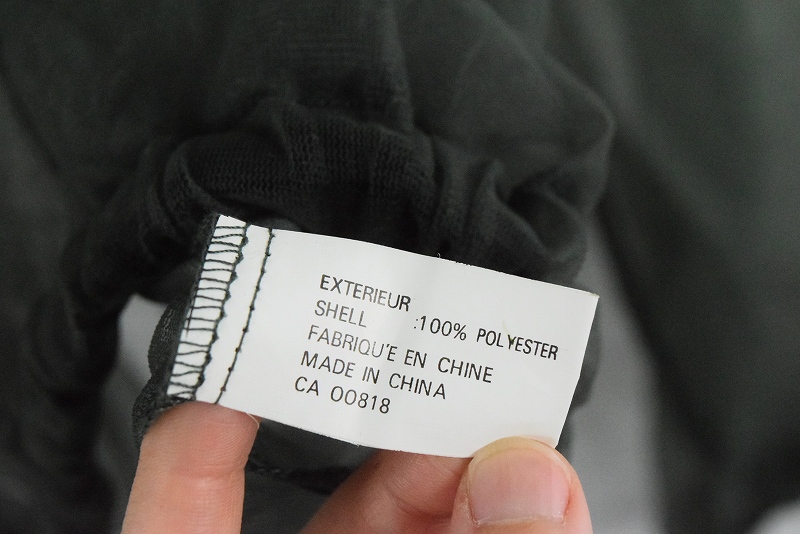 EXTERIEUR
SHELL :100% POLYESTER
FABRIQU'E EN CHINE
MADE IN CHINA
CA 00818